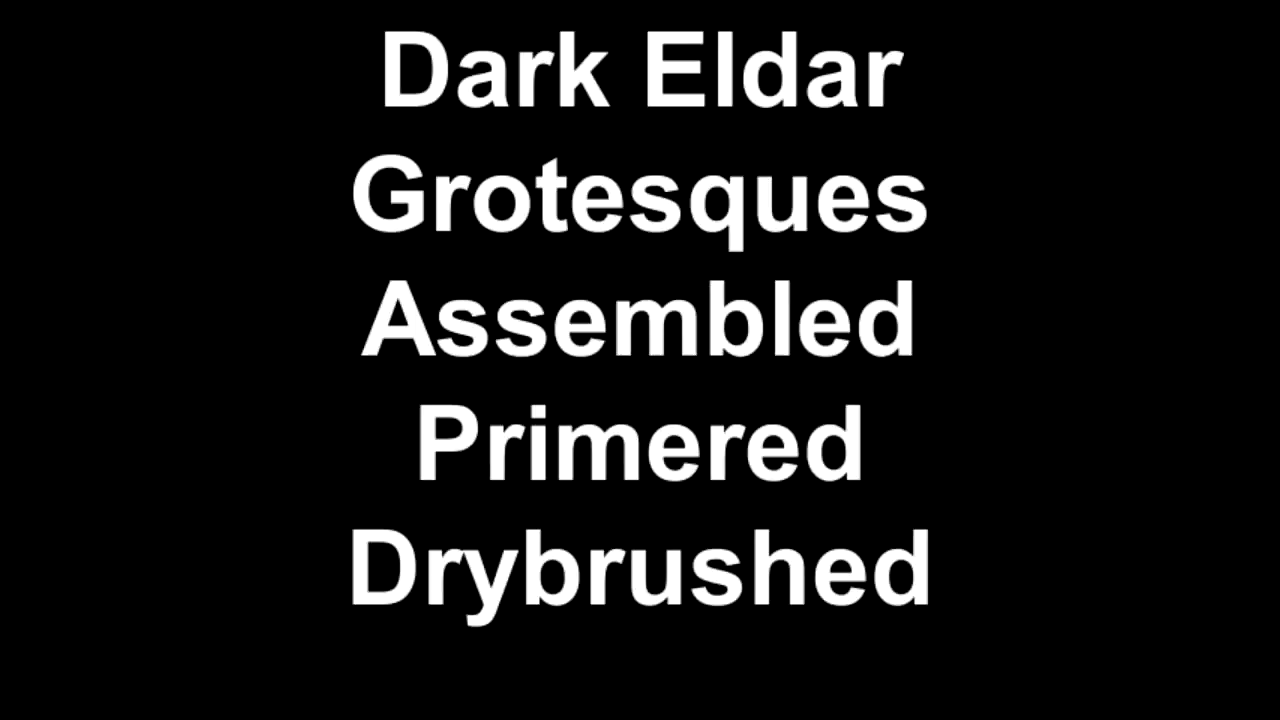 Dark Eldar
Grotesques
Assembled
Primered
Drybrushed